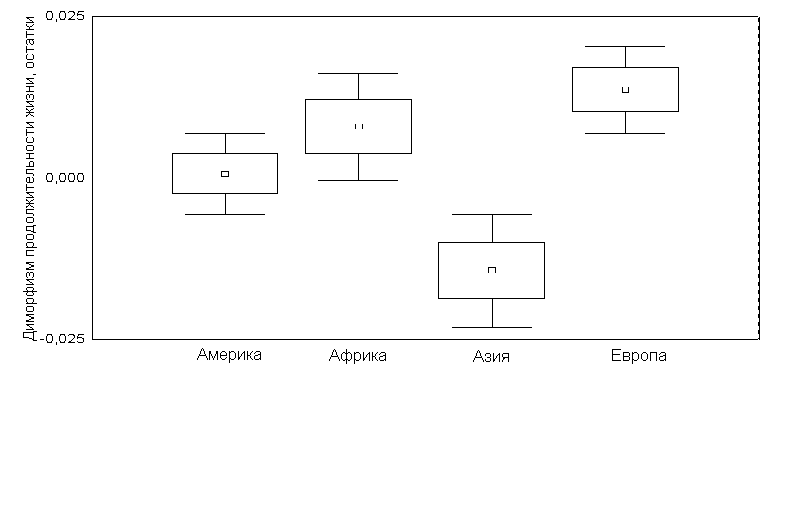 Диморфизм продолжительности жизни, остатки
0,025
0,000
-0,025
Америка
Африка
Азия
Европа